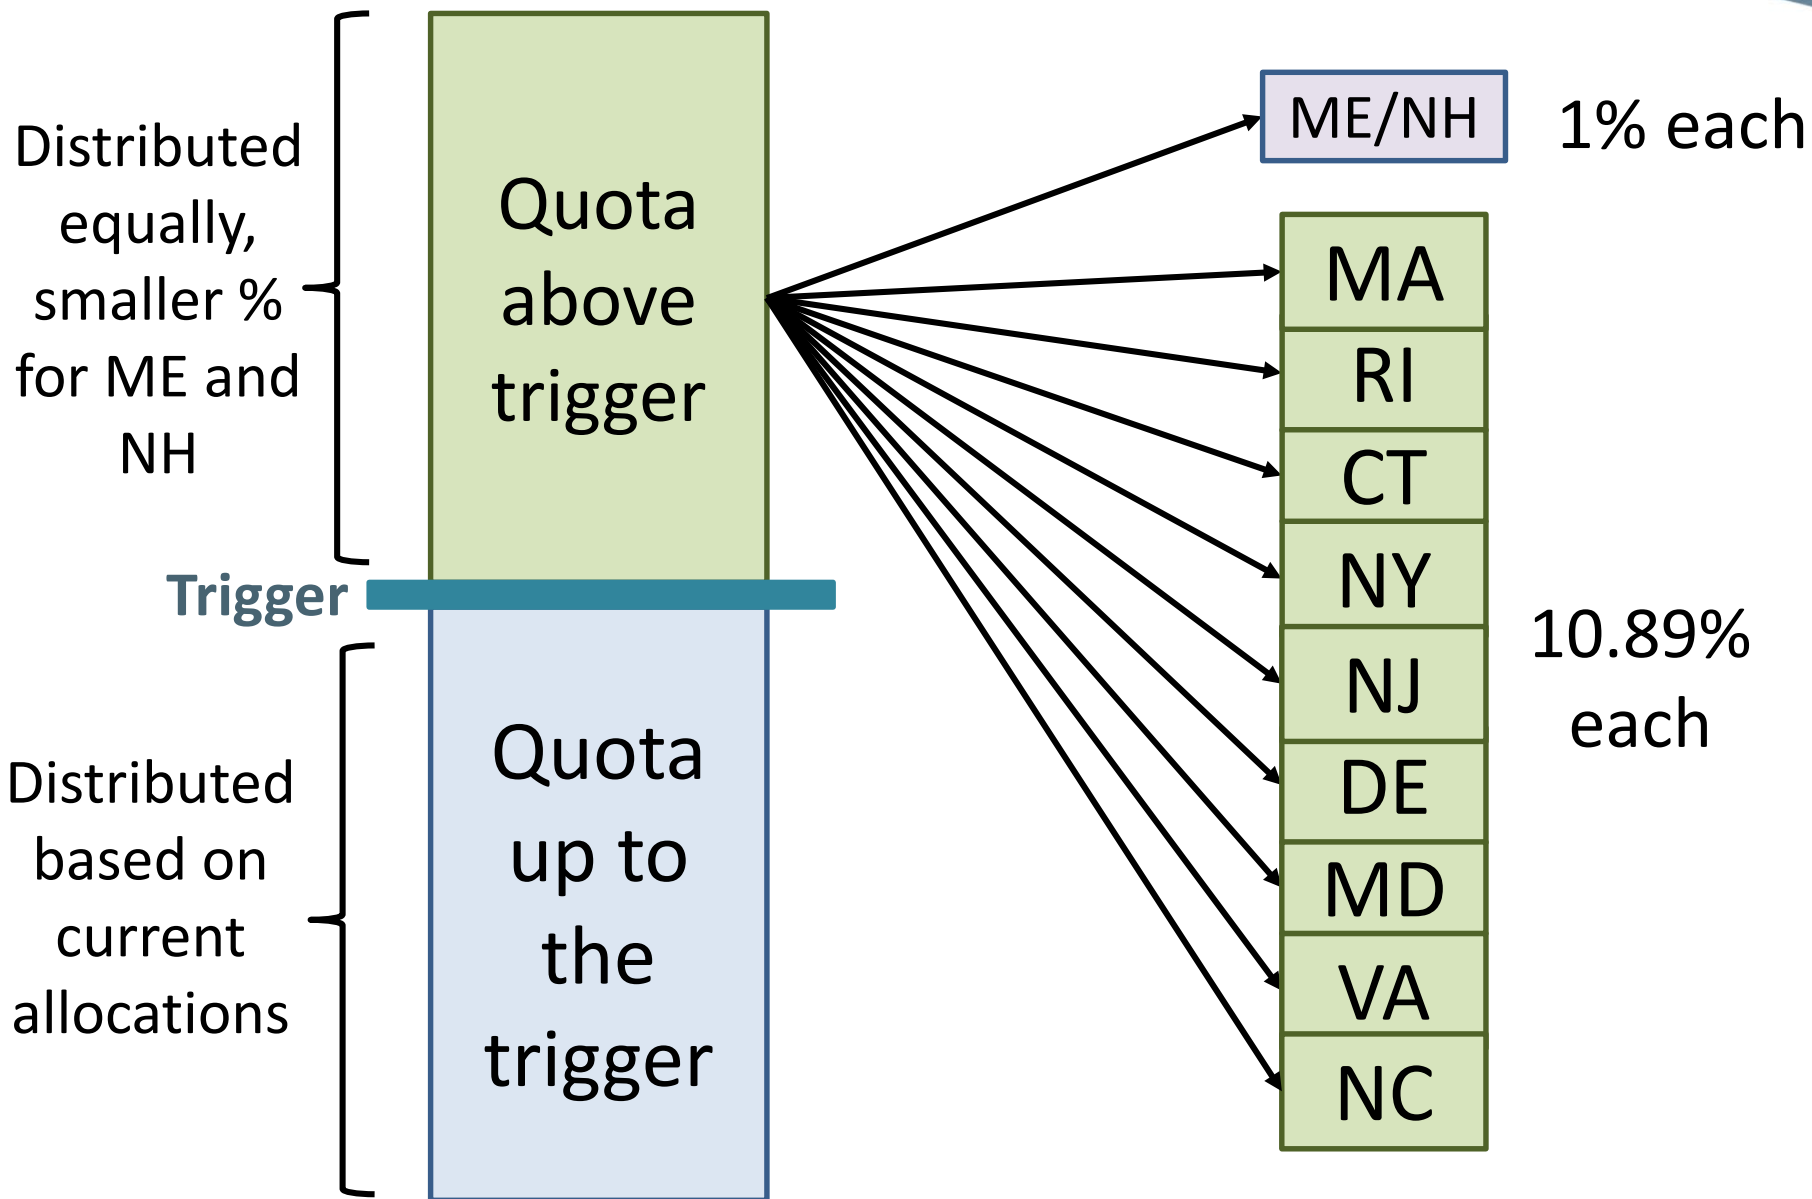 Distributed
equally,
smaller %
for ME and
NH
Quota
above
trigger
Trigger
Distributed
based on
current
allocations
Quota
up to
the
trigger
ME/NH
1% each
MA
RI
CT
NY
NJ
DE
MD
VA
NC
10.89%
each